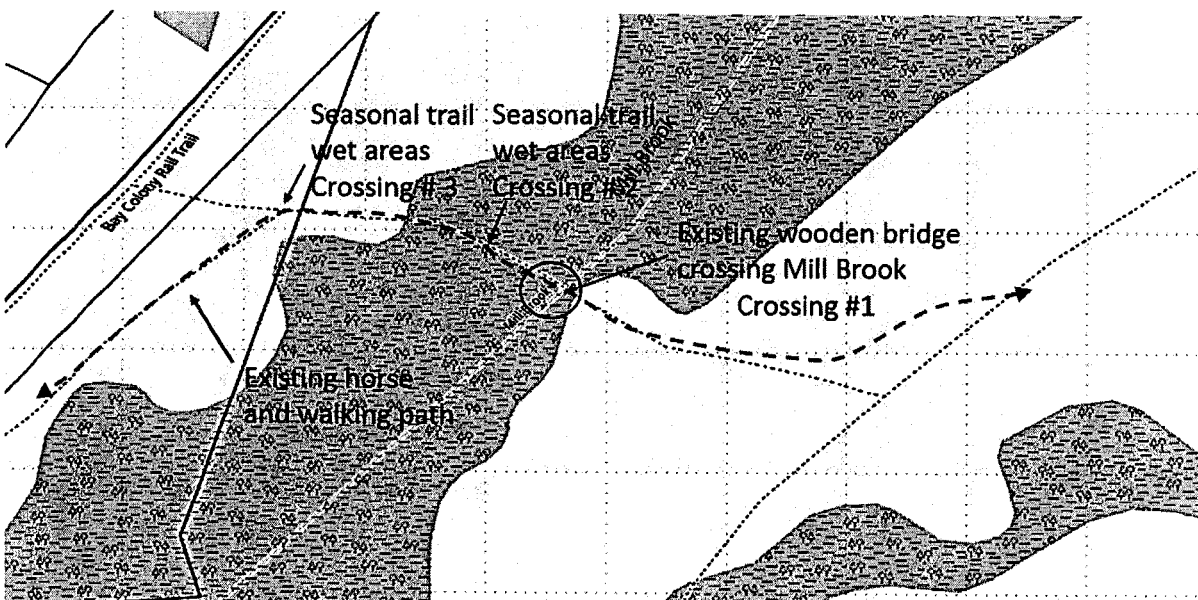 Seasonal trail
wet areas
Crossing # 3
Seasonal trail
wet areas
Crossing #2
Bay Colony Rail Trail
Mill Brook
Existing wooden bridge
crossing Mill Brook
Crossing #1
Existing horse
and walking path